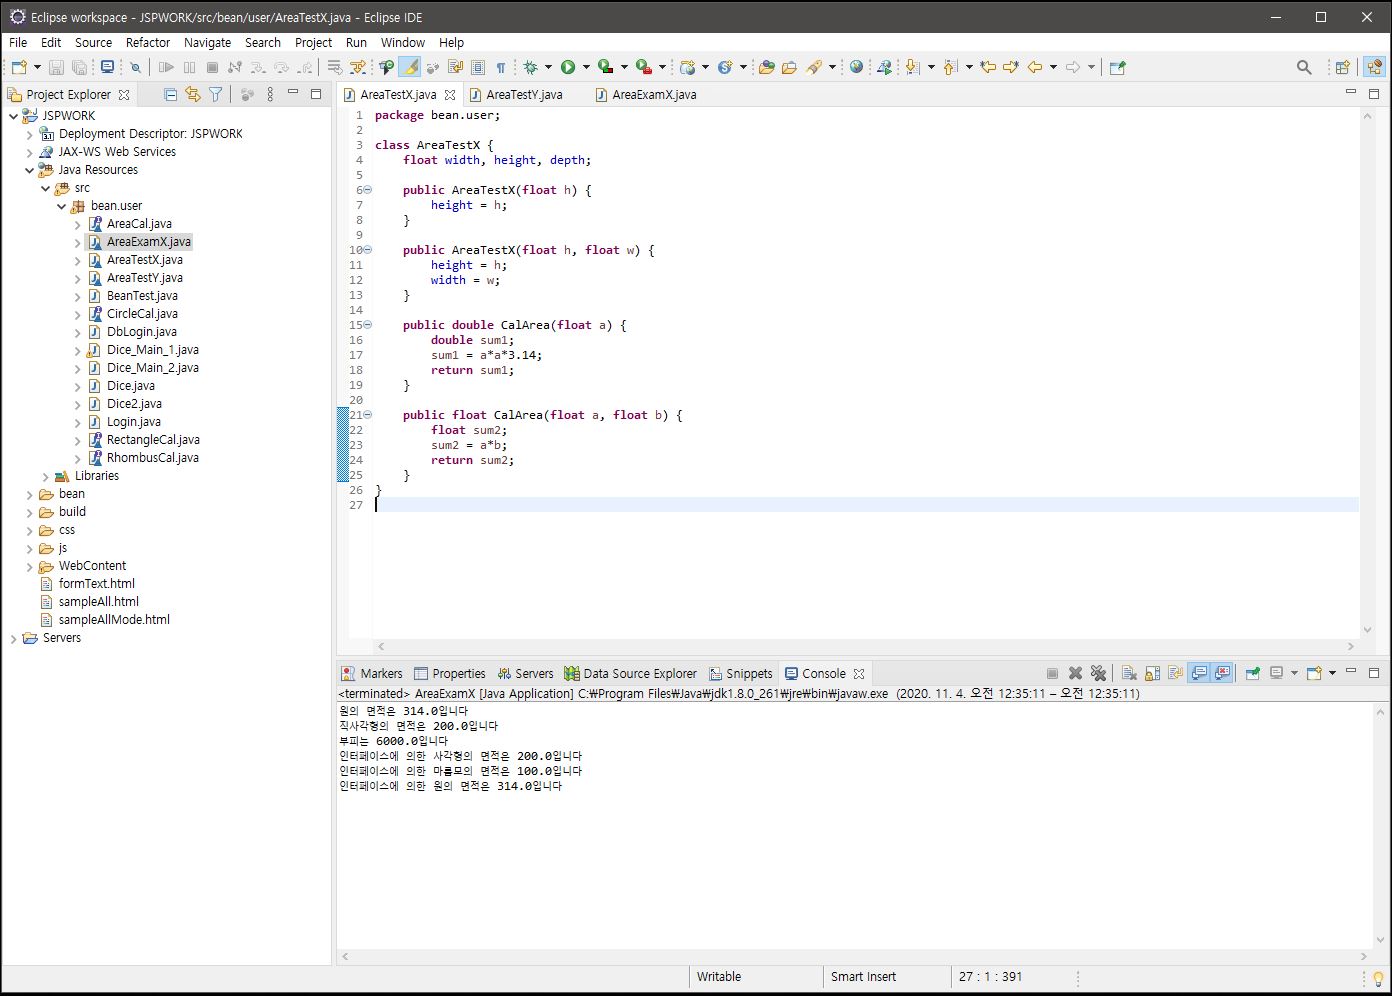 Eclipse workspace - JSPWORK/src/bean/user/AreaTestX.java - Eclipse IDE
File Edit Source Refactor Navigate Search Project Run Window Help
Project Explorer
JSPWORK
Deployment Descriptor: JSPWORK
JAX-WS Web Services
Java Resources
src
bean.user
AreaCal.java
AreaExamX.java
AreaTestX.java
AreaTestY.java
BeanTest.java
CircleCal.java
DbLogin.java
Dice_Main_1.java
Dice_Main_2.java
Dice.java
Dice2.java
Login.java
RectangleCal.java
RhombusCal.java
Libraries
bean
build
css
js
WebContent
formText.html
sampleAll.html
sampleAllMode.html
Servers
AreaTestX.java AreaTestY.java AreaExamX.java
1 package bean.user;
2
3 class AreaTestX {
4 float width, height, depth;
5
6 public AreaTestX(float h) {
7 height = h;
8 }
9
10 public AreaTestX(float h, float w) {
11 height = h;
12 width = w;
13 }
14
15 public double CalArea(float a) {
16 double sum1;
17 sum1 = a*a*3.14;
18 return sum1;
19 }
20
21 public float CalArea(float a, float b) {
22 float sum2;
23 sum2 = a*b;
24 return sum2;
25 }
26 }
27
Markers Properties Servers Data Source Explorer Snippets Console
<terminated> AreaExamX [Java Application] C:₩Program Files₩Java₩jdk1.8.0_261₩jre₩bin₩javaw.exe (2020. 11. 4. 오전 12:35:11 – 오전 12:35:11)
원의 면적은 314.0입니다
직사각형의 면적은 200.0입니다
부피는 6000.0입니다
인터페이스에 의한 사각형의 면적은 200.0입니다
인터페이스에 의한 마름모의 면적은 100.0입니다
인터페이스에 의한 원의 면적은 314.0입니다
Writable Smart Insert 27 : 1 : 391